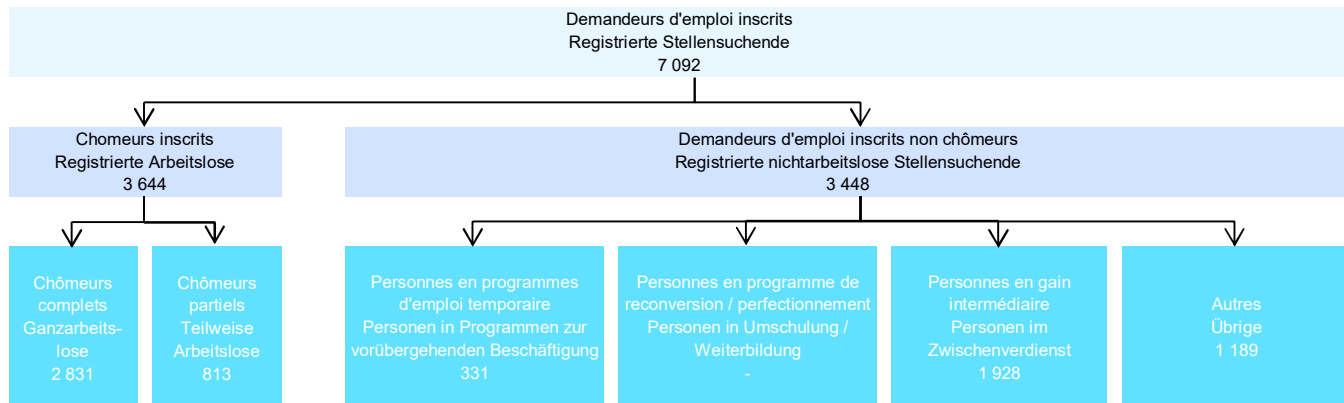 Demandeurs d'emploi inscrits
Registrierte Stellensuchende
7 092
Chomeurs inscrits
Registrierte Arbeitslose
3 644
Demandeurs d'emploi inscrits non chômeurs
Registrierte nichtarbeitslose Stellensuchende
3 448
Chômeurs
complets
Ganzarbeits-
lose
2 831
Chômeurs
partiels
Teilweise
Arbeitslose
813
Personnes en programmes
d'emploi temporaire
Personen in Programmen zur
vorübergehenden Beschäftigung
331
Personnes en programme de
reconversion / perfectionnement
Personen in Umschulung /
Weiterbildung
-
Personnes en gain
intermédiaire
Personen im
Zwischenverdienst
1 928
Autres
Übrige
1 189